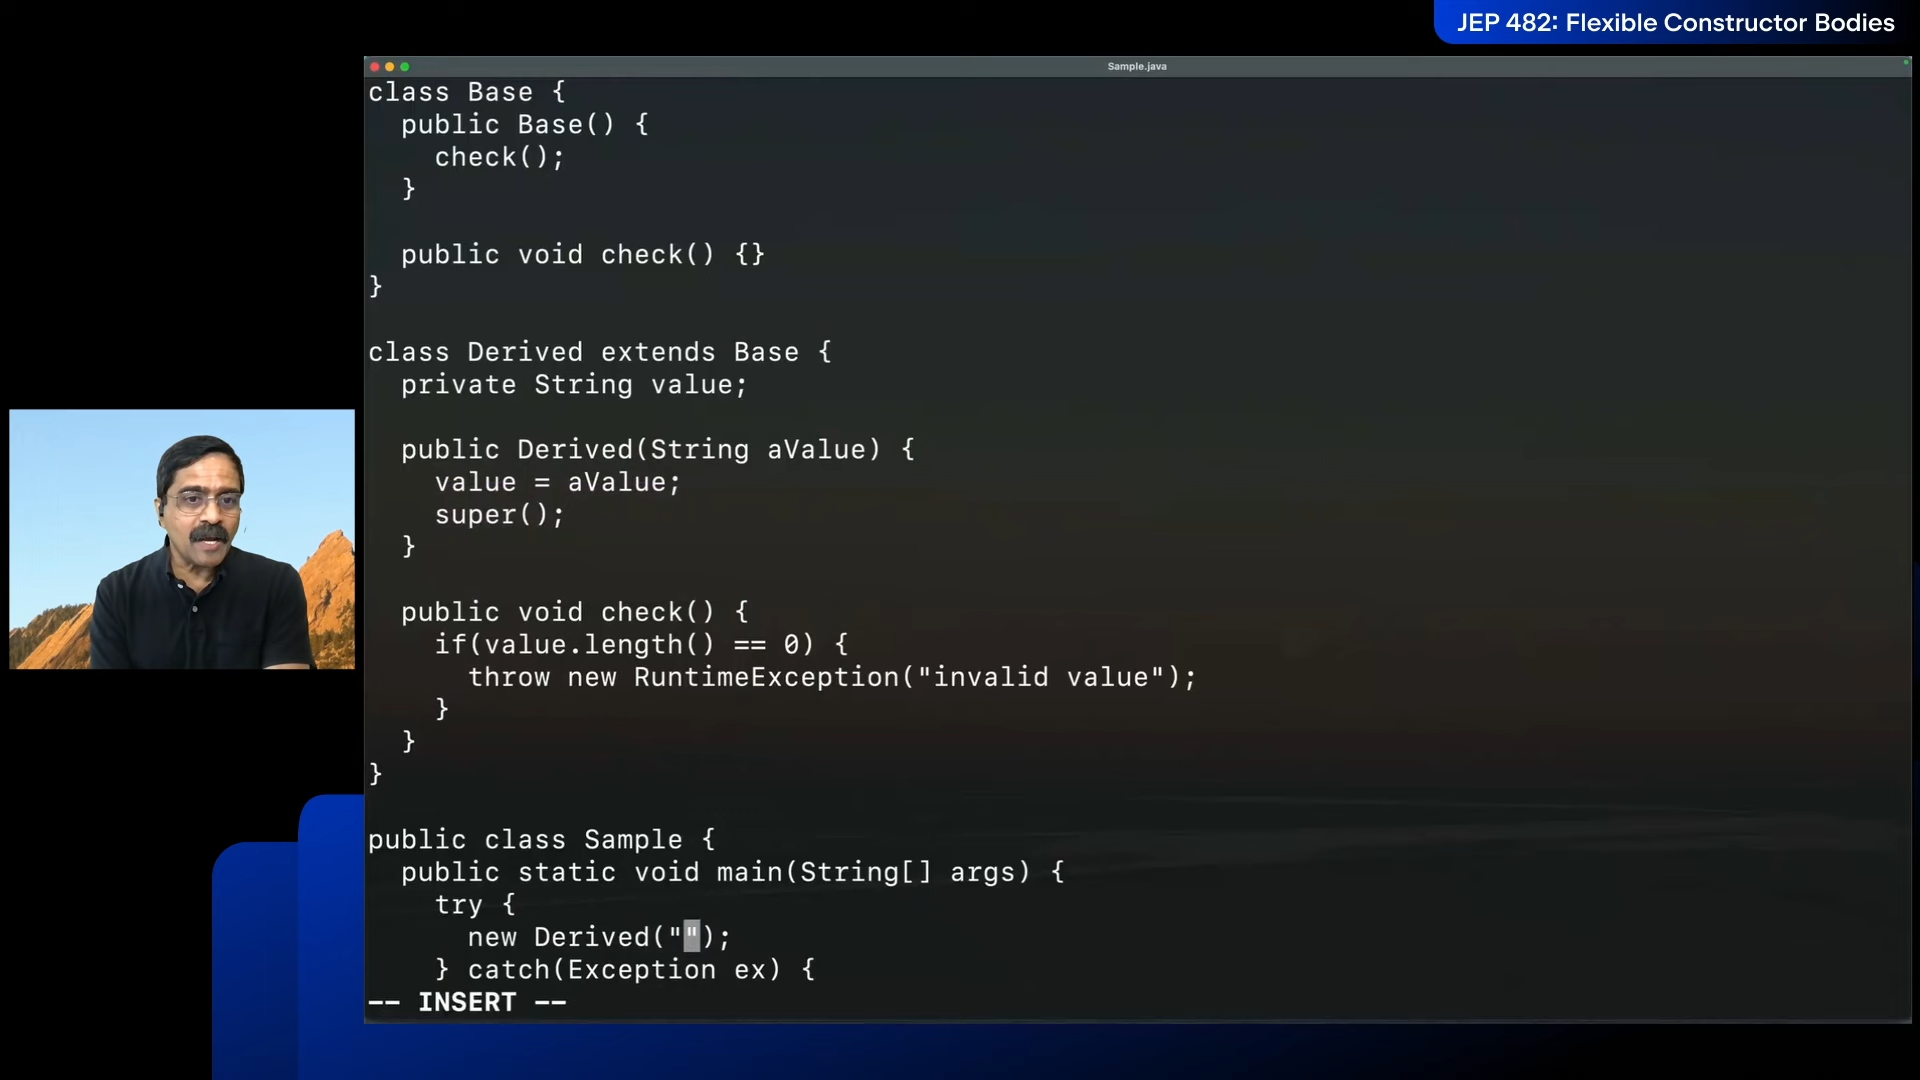 JEP 482: Flexible Constructor Bodies
Sample.java
class Base {
  public Base() {
    check();
  }

  public void check() {}
}

class Derived extends Base {
  private String value;

  public Derived(String aValue) {
    value = aValue;
    super();
  }

  public void check() {
    if(value.length() == 0) {
      throw new RuntimeException("invalid value");
    }
  }
}

public class Sample {
  public static void main(String[] args) {
    try {
      new Derived("");
    } catch(Exception ex) {
-- INSERT --